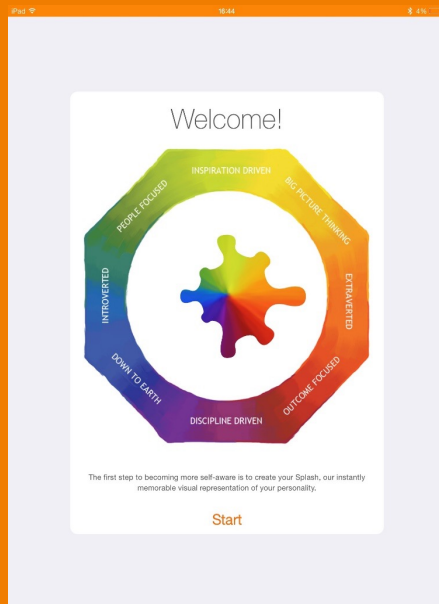 iPad 18:44 4%
Welcome!
INSPIRATION DRIVEN
BIG PICTURE THINKING
EXTRAVERTED
OUTCOME FOCUSED
DISCIPLINE DRIVEN
DOWN TO EARTH
INTROVERTED
PEOPLE FOCUSED
The first step to becoming more self-aware is to create your Splash, our instantly
memorable visual representation of your personality.
Start